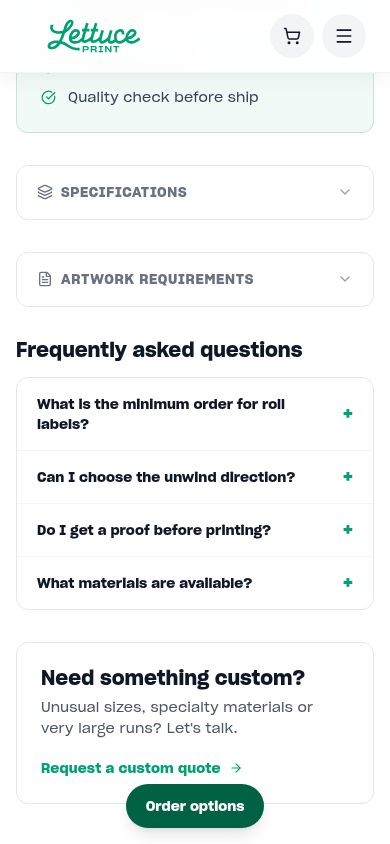 Lettuce
PRINT
Quality check before ship
SPECIFICATIONS
ARTWORK REQUIREMENTS
Frequently asked questions
What is the minimum order for roll
labels?
Can I choose the unwind direction?
Do I get a proof before printing?
What materials are available?
Need something custom?
Unusual sizes, specialty materials or
very large runs? Let's talk.
Request a custom quote
Order options